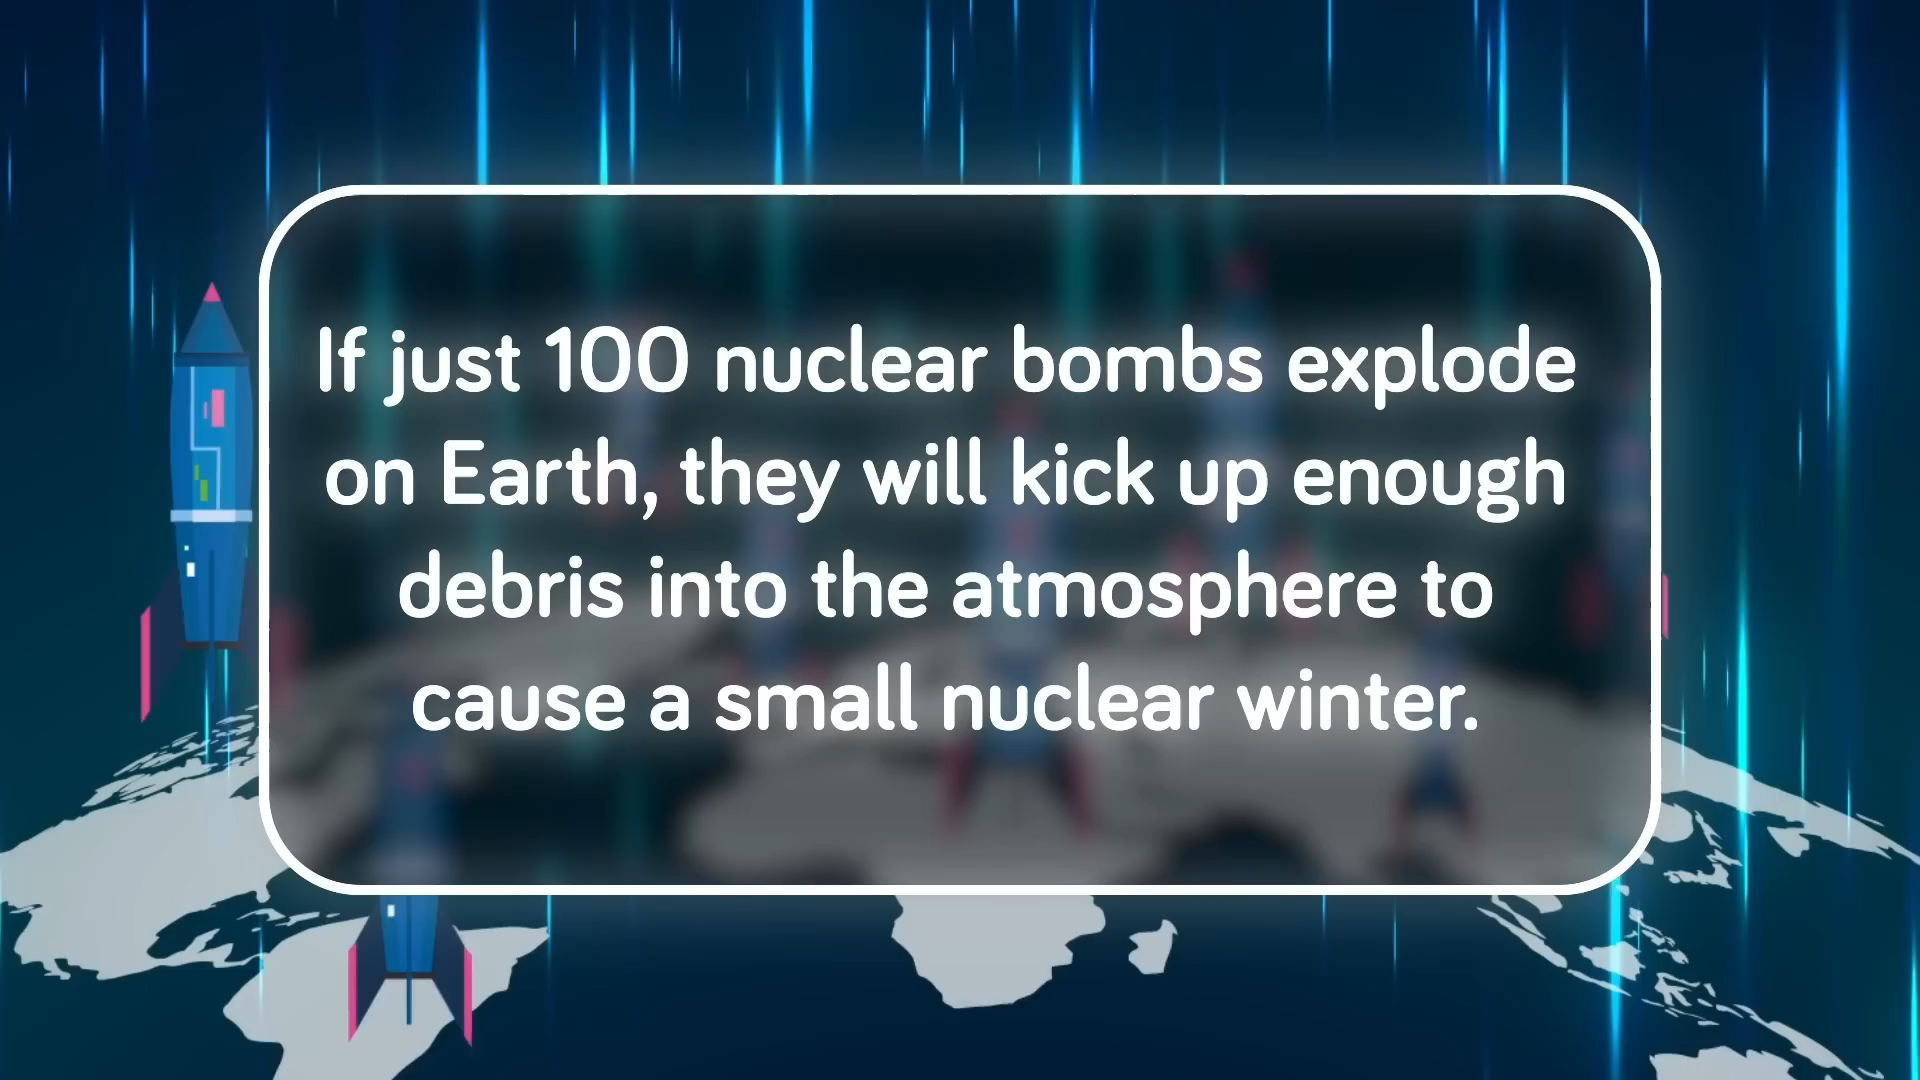 If just 100 nuclear bombs explode
on Earth, they will kick up enough
debris into the atmosphere to
cause a small nuclear winter.